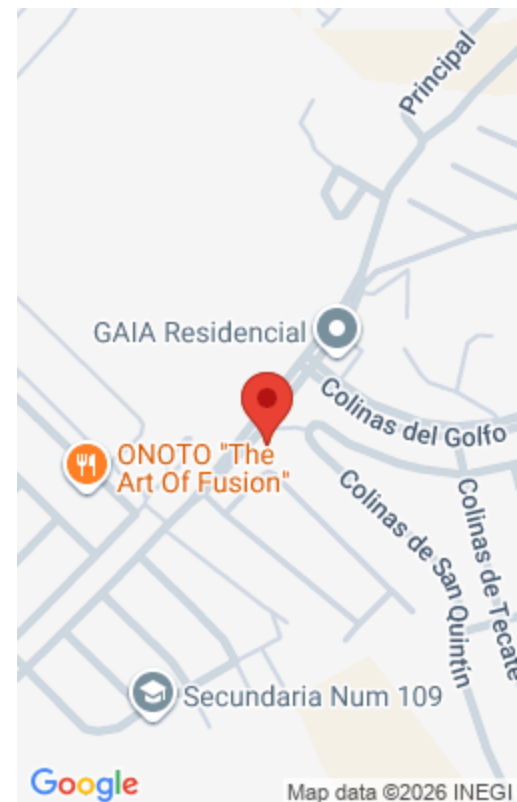 Principal
GAIA Residencial
Colinas del Golfo
ONOTO "The
Art Of Fusion"
Colinas de San Quintín
Colinas de Tecate
Secundaria Num 109
Google
Map data ©2026 INEGI